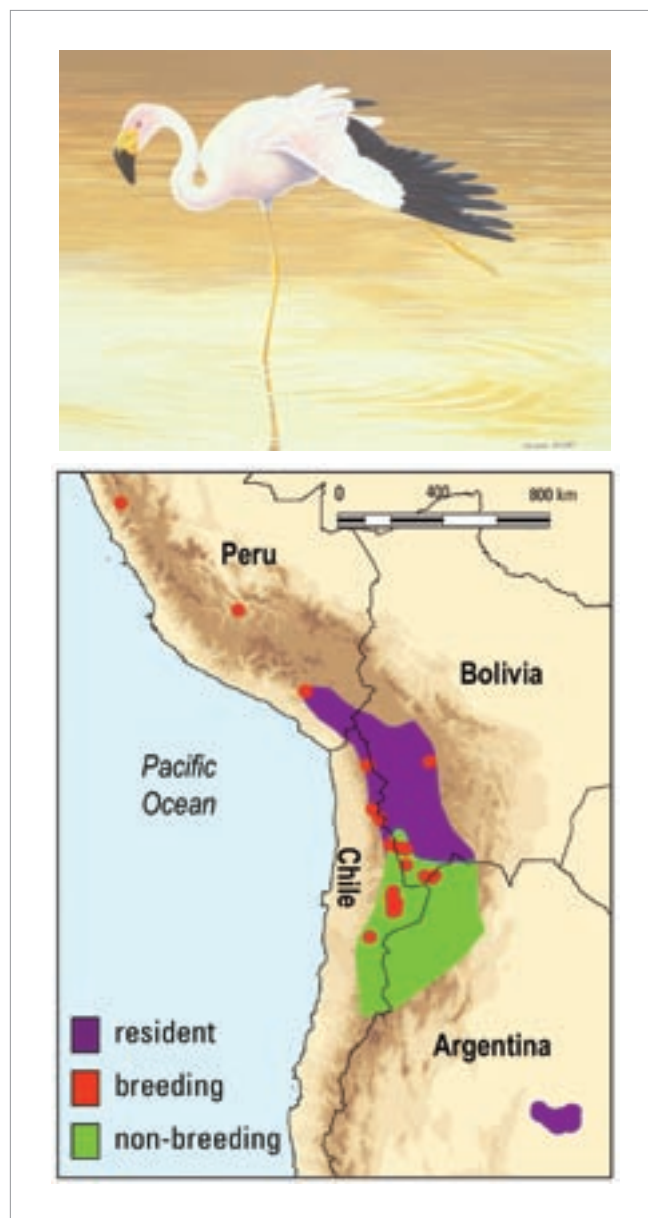 0 400 800 km
Peru
Bolivia
Pacific
Ocean
Chile
resident
breeding
non-breeding
Argentina